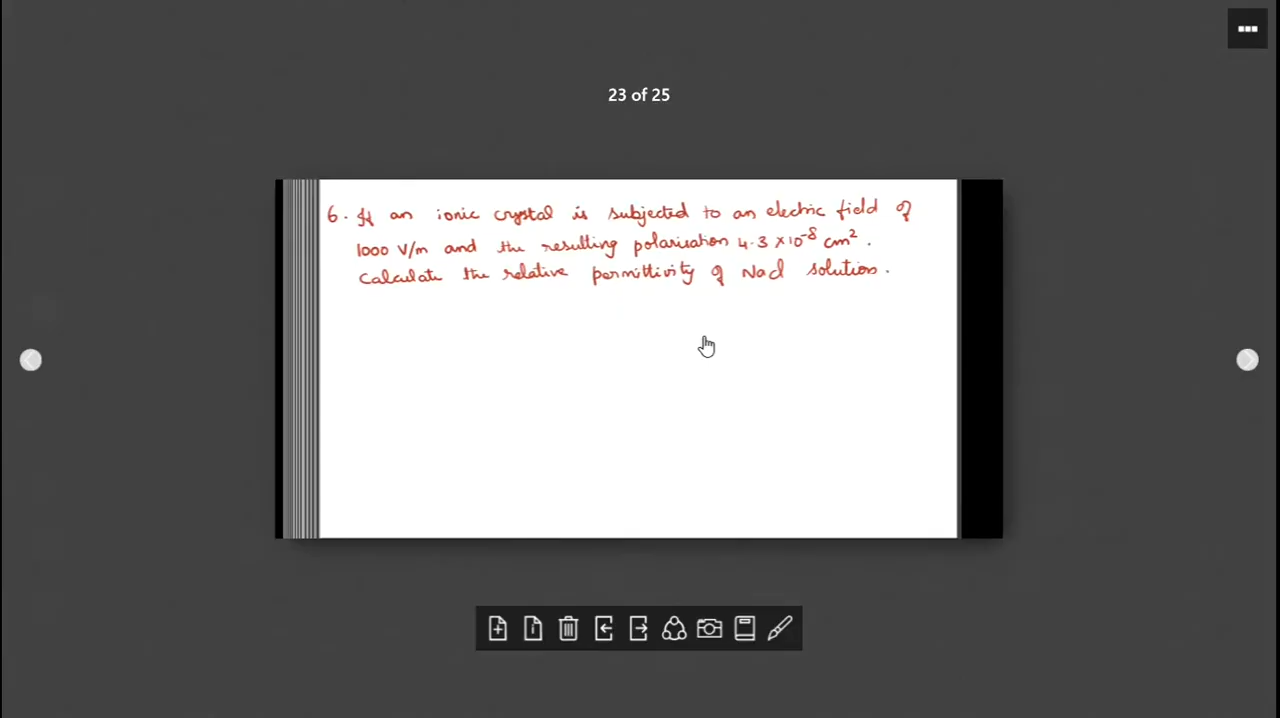 23 of 25
6. If an ionic crystal is subjected to an electric field of
1000 V/m and the resulting polarisation 4.3 ×10⁻⁸ cm².
Calculate the relative permittivity of Nacl solution.